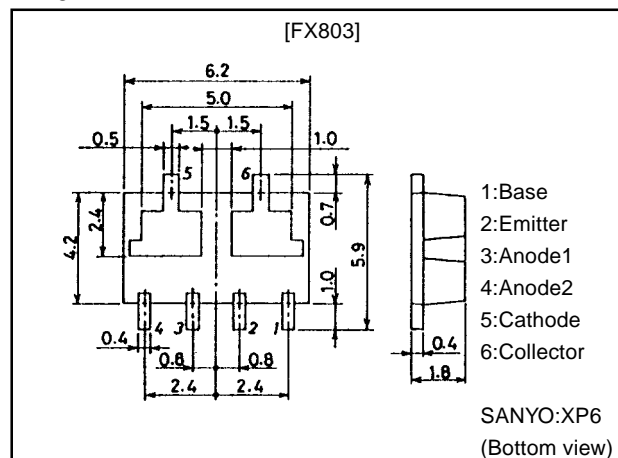 [FX803]
6.2
5.0
1.5 1.5
0.5
1.0
5
6
4.2
2.4
0.7
5.9
1.0
1:Base
2:Emitter
3:Anode1
4:Anode2
5:Cathode
6:Collector
4 3 2 1
0.4
0.8 0.8
2.4 2.4
0.4
1.8
SANYO:XP6
(Bottom view)